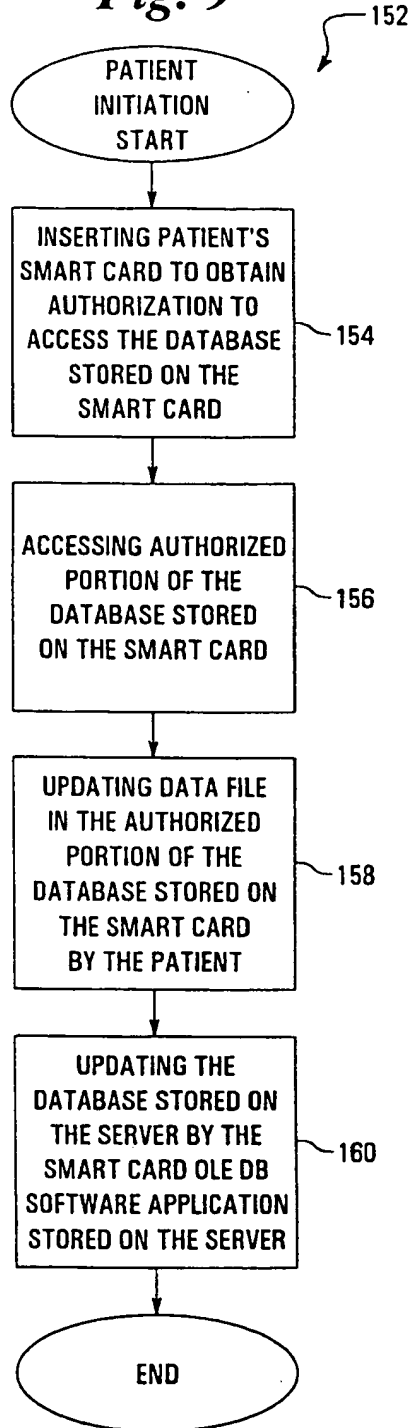 152
PATIENT
INITIATION
START
INSERTING PATIENT'S
SMART CARD TO OBTAIN
AUTHORIZATION TO
ACCESS THE DATABASE
STORED ON THE
SMART CARD
154
ACCESSING AUTHORIZED
PORTION OF THE
DATABASE STORED
ON THE SMART CARD
156
UPDATING DATA FILE
IN THE AUTHORIZED
PORTION OF THE
DATABASE STORED ON
THE SMART CARD
BY THE PATIENT
158
UPDATING THE
DATABASE STORED ON
THE SERVER BY THE
SMART CARD OLE DB
SOFTWARE APPLICATION
STORED ON THE SERVER
160
END